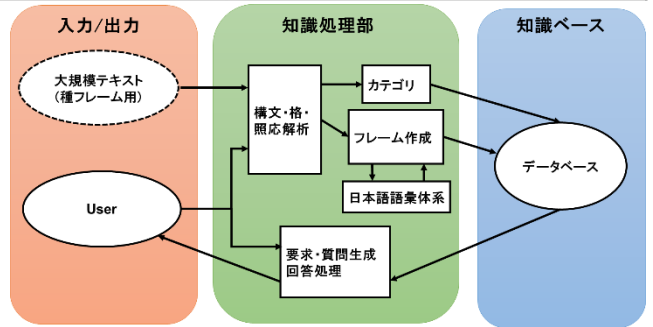 入力/出力
知識処理部
知識ベース
大規模テキスト
(種フレーム用)
構文・格・
照応解析
カテゴリ
フレーム作成
日本語語彙体系
データベース
User
要求・質問生成
回答処理